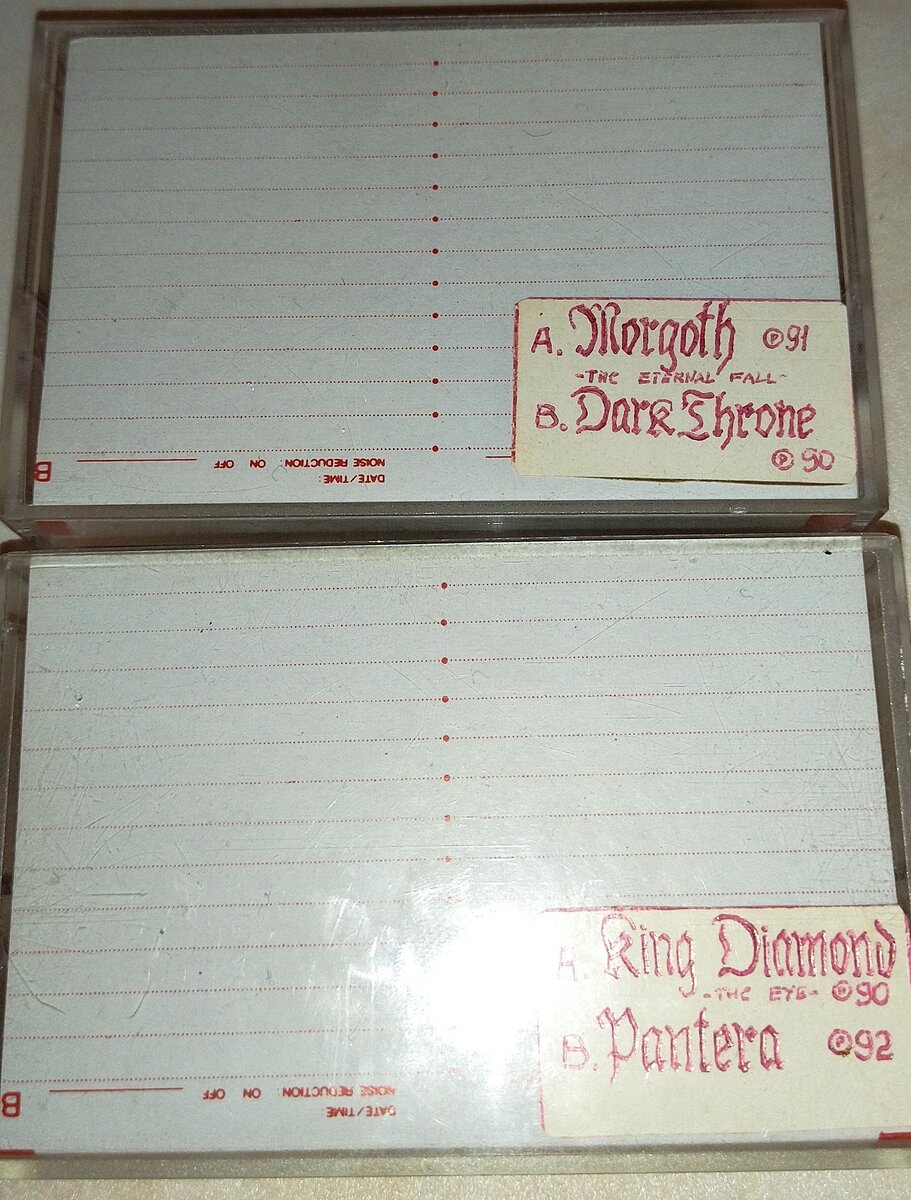 A. Morgoth ℗91
-THE ETERNAL FALL-
B. Dark Throne
℗ 90
B
NOISE REDUCTION: ON OFF
DATE/TIME:
A. King Diamond
-THE EYE- ℗90
B. Pantera ℗92
B
NOISE REDUCTION: ON OFF
DATE/TIME: